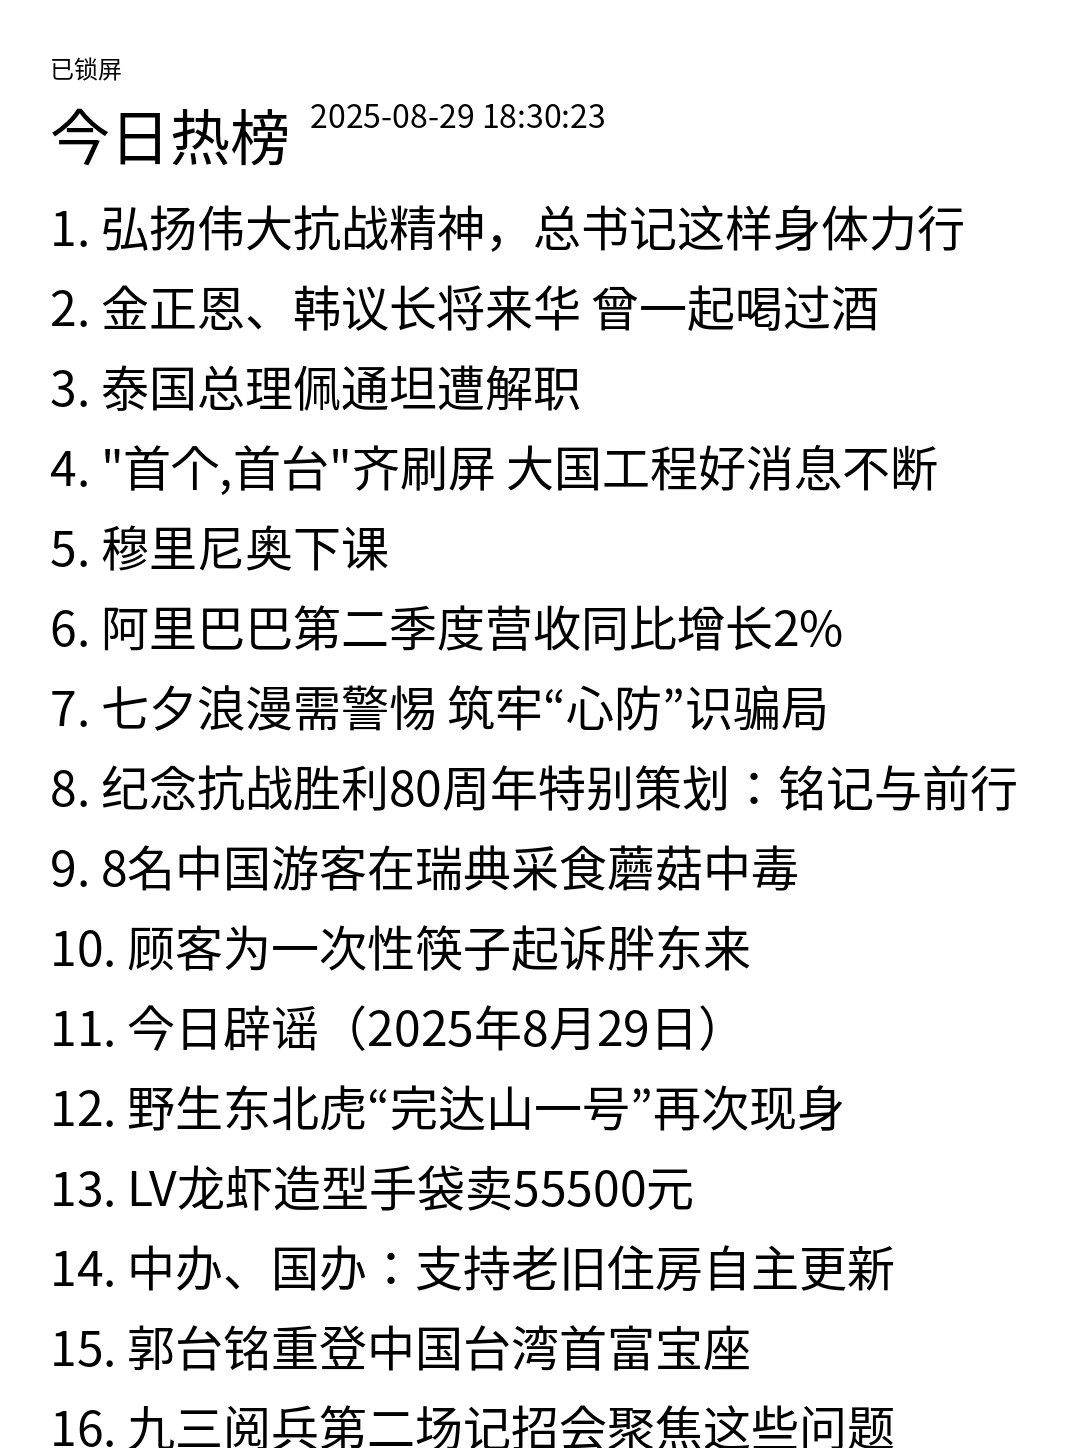 已锁屏
今日热榜 2025-08-29 18:30:23
1. 弘扬伟大抗战精神，总书记这样身体力行
2. 金正恩、韩议长将来华 曾一起喝过酒
3. 泰国总理佩通坦遭解职
4. "首个,首台"齐刷屏 大国工程好消息不断
5. 穆里尼奥下课
6. 阿里巴巴第二季度营收同比增长2%
7. 七夕浪漫需警惕 筑牢“心防”识骗局
8. 纪念抗战胜利80周年特别策划：铭记与前行
9. 8名中国游客在瑞典采食蘑菇中毒
10. 顾客为一次性筷子起诉胖东来
11. 今日辟谣（2025年8月29日）
12. 野生东北虎“完达山一号”再次现身
13. LV龙虾造型手袋卖55500元
14. 中办、国办：支持老旧住房自主更新
15. 郭台铭重登中国台湾首富宝座
16. 九三阅兵第二场记招会聚焦这些问题